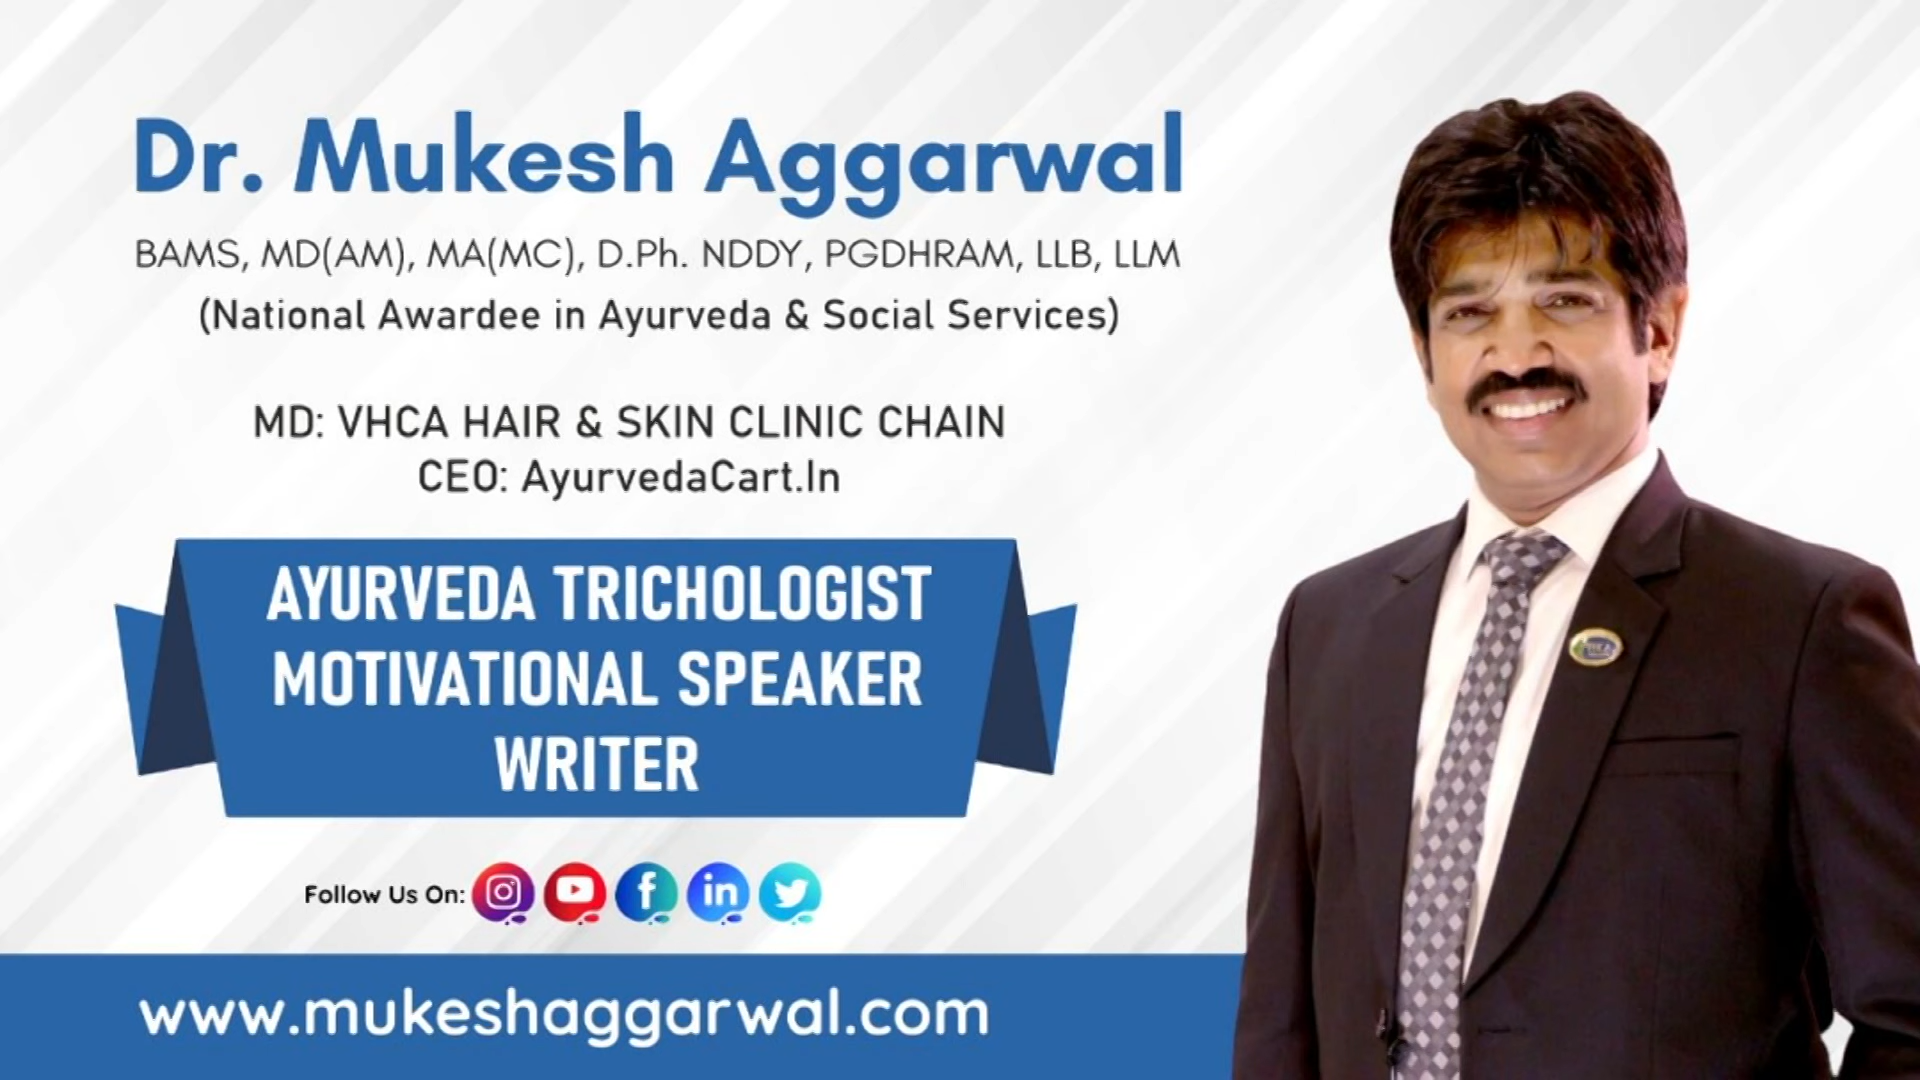 Dr. Mukesh Aggarwal
BAMS, MD(AM), MA(MC), D.Ph. NDDY, PGDHRAM, LLB, LLM
(National Awardee in Ayurveda & Social Services)
MD: VHCA HAIR & SKIN CLINIC CHAIN
CEO: AyurvedaCart.In
AYURVEDA TRICHOLOGIST
MOTIVATIONAL SPEAKER
WRITER
Follow Us On:
www.mukeshaggarwal.com